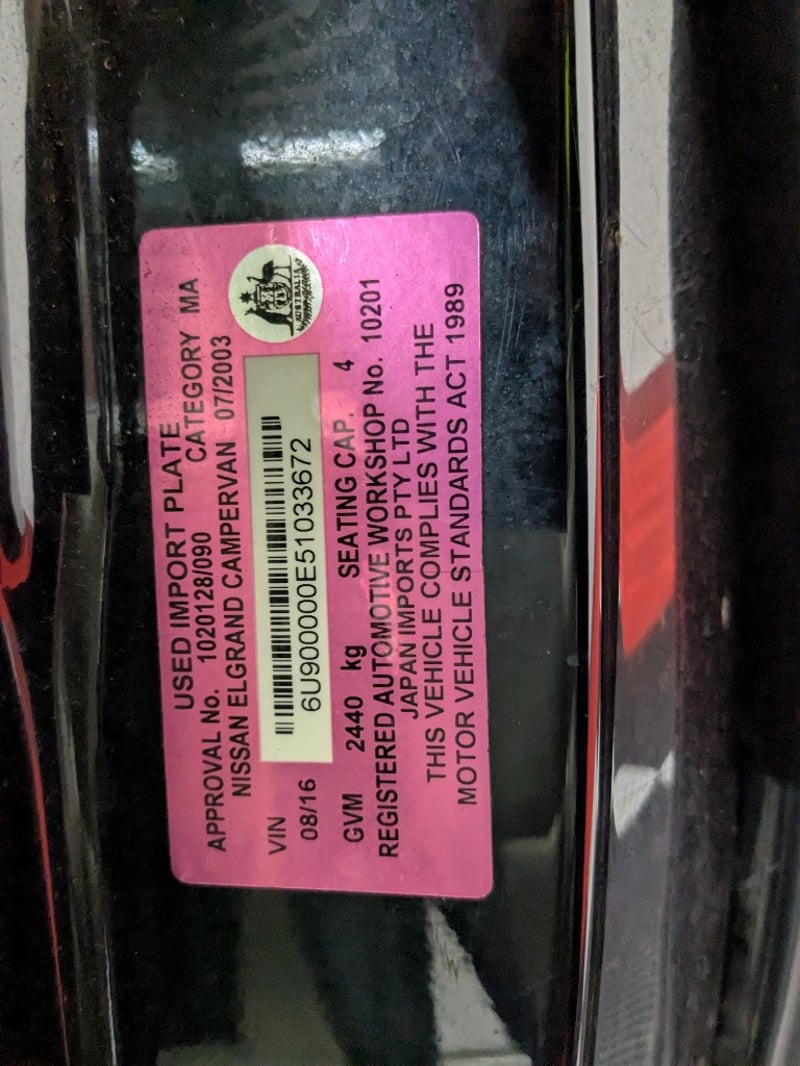 USED IMPORT PLATE
APPROVAL No. 1020128/090 CATEGORY MA
NISSAN ELGRAND CAMPERVAN 07/2003
AUSTRALIA
VIN
08/16
6U900000E51033672
GVM 2440 kg SEATING CAP. 4
REGISTERED AUTOMOTIVE WORKSHOP No. 10201
JAPAN IMPORTS PTY LTD
THIS VEHICLE COMPLIES WITH THE
MOTOR VEHICLE STANDARDS ACT 1989